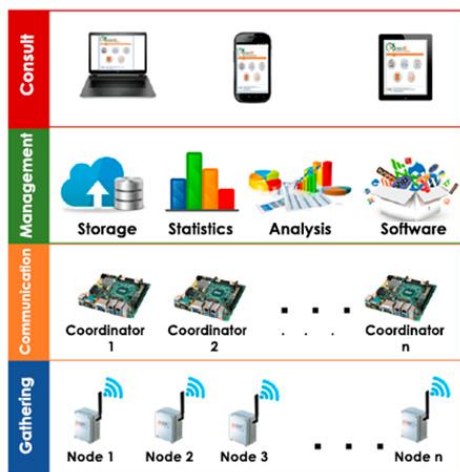 Consult
Management
Storage
Statistics
Analysis
Software
Communication
Coordinator
1
Coordinator
2
. . .
Coordinator
n
Gathering
Node 1
Node 2
Node 3
. . .
Node n